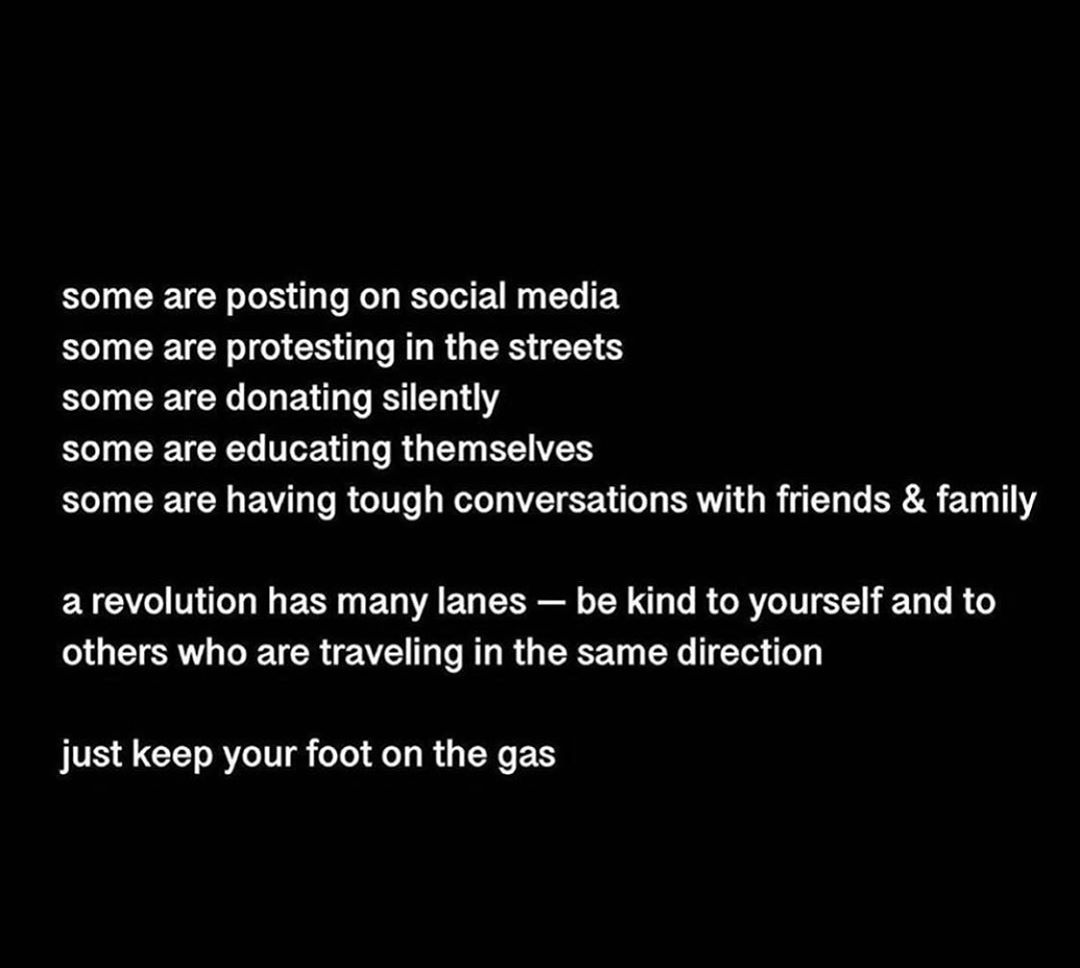 some are posting on social media
some are protesting in the streets
some are donating silently
some are educating themselves
some are having tough conversations with friends & family
a revolution has many lanes — be kind to yourself and to
others who are traveling in the same direction
just keep your foot on the gas